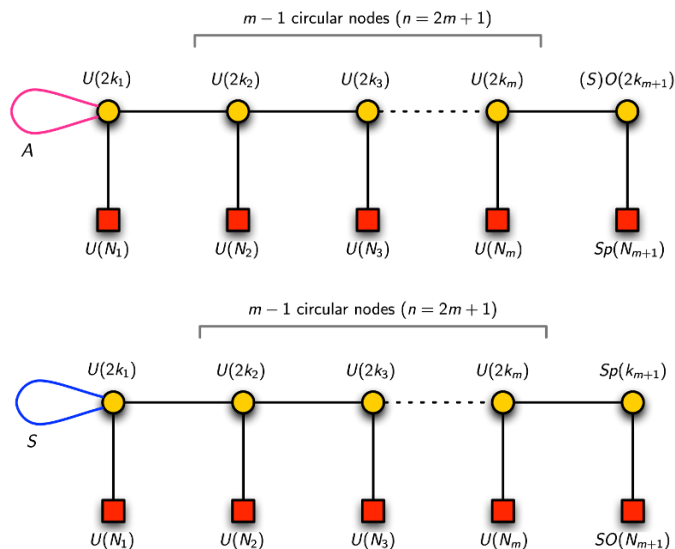 m − 1 circular nodes (n = 2m + 1)
U(2k₁) U(2k₂) U(2k₃) U(2kₘ) (S)O(2kₘ₊₁)
A
U(N₁) U(N₂) U(N₃) U(Nₘ) Sp(Nₘ₊₁)
m − 1 circular nodes (n = 2m + 1)
U(2k₁) U(2k₂) U(2k₃) U(2kₘ) Sp(kₘ₊₁)
S
U(N₁) U(N₂) U(N₃) U(Nₘ) SO(Nₘ₊₁)